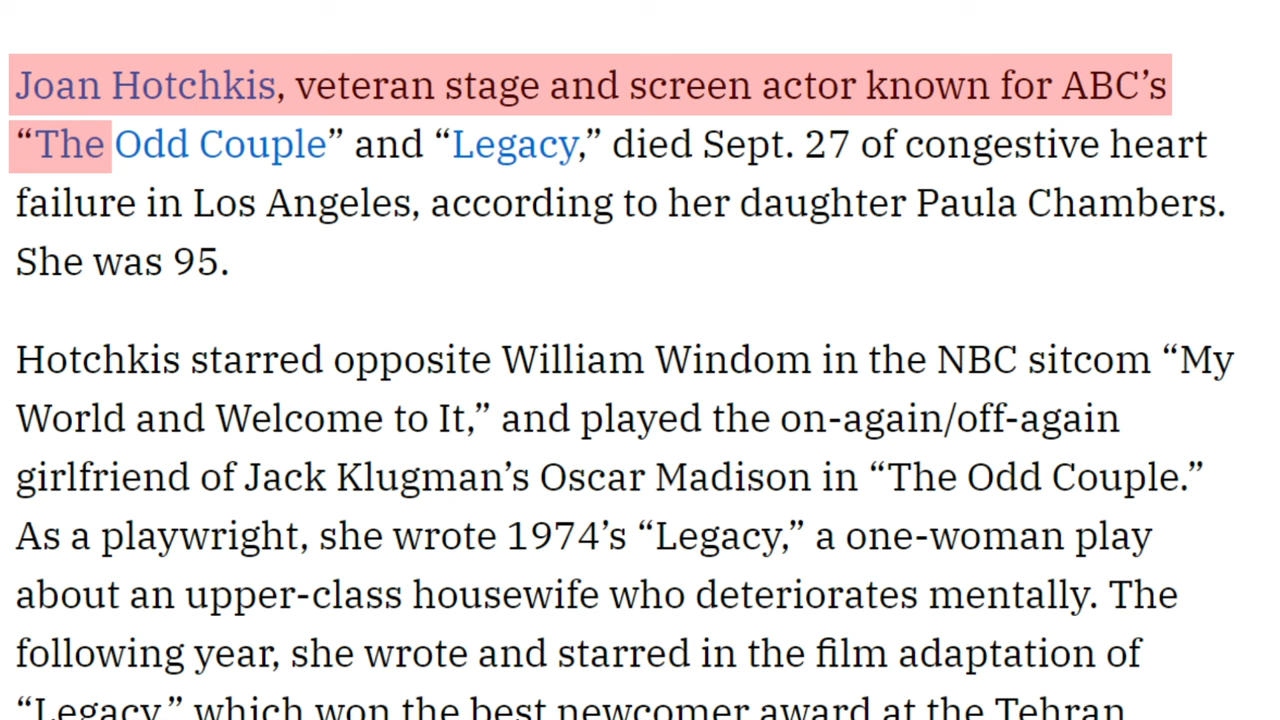 Joan Hotchkis, veteran stage and screen actor known for ABC’s
“The Odd Couple” and “Legacy,” died Sept. 27 of congestive heart
failure in Los Angeles, according to her daughter Paula Chambers.
She was 95.
Hotchkis starred opposite William Windom in the NBC sitcom “My
World and Welcome to It,” and played the on-again/off-again
girlfriend of Jack Klugman’s Oscar Madison in “The Odd Couple.”
As a playwright, she wrote 1974’s “Legacy,” a one-woman play
about an upper-class housewife who deteriorates mentally. The
following year, she wrote and starred in the film adaptation of
“Legacy,” which won the best newcomer award at the Tehran